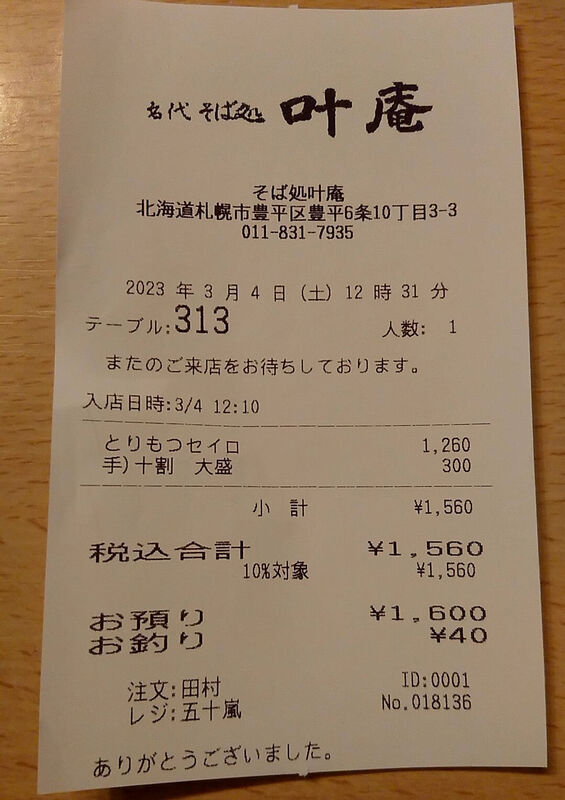 名代 そば処 叶庵
そば処叶庵
北海道札幌市豊平区豊平6条10丁目3-3
011-831-7935
2023 年 3 月 4 日 (土) 12 時 31 分
テーブル:313 人数: 1
またのご来店をお待ちしております。
入店日時:3/4 12:10
とりもつセイロ 1,260
手)十割 大盛 300
小 計 ¥1,560
税込合計 ¥1,560
10%対象 ¥1,560
お預り ¥1,600
お釣り ¥40
注文:田村 ID:0001
レジ:五十嵐 No.018136
ありがとうございました。